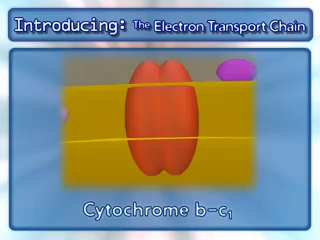 Introducing: The Electron Transport Chain
Cytochrome b-c₁